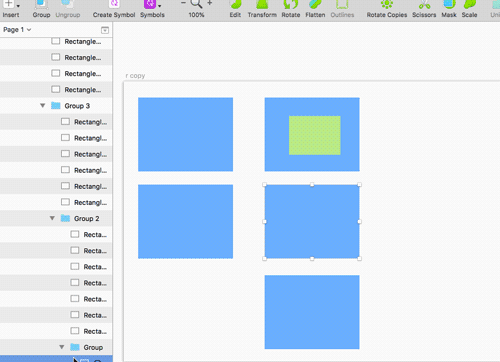 Insert
Group
Ungroup
Create Symbol
Symbols
100%
Edit
Transform
Rotate
Flatten
Outlines
Rotate Copies
Scissors
Mask
Scale
Page 1
Rectangle...
Rectangle...
Rectangle...
Rectangle...
Group 3
Rectangl...
Rectangl...
Rectangl...
Rectangl...
Rectangl...
Rectangl...
Group 2
Recta...
Recta...
Recta...
Recta...
Recta...
Recta...
Recta...
Group
r copy